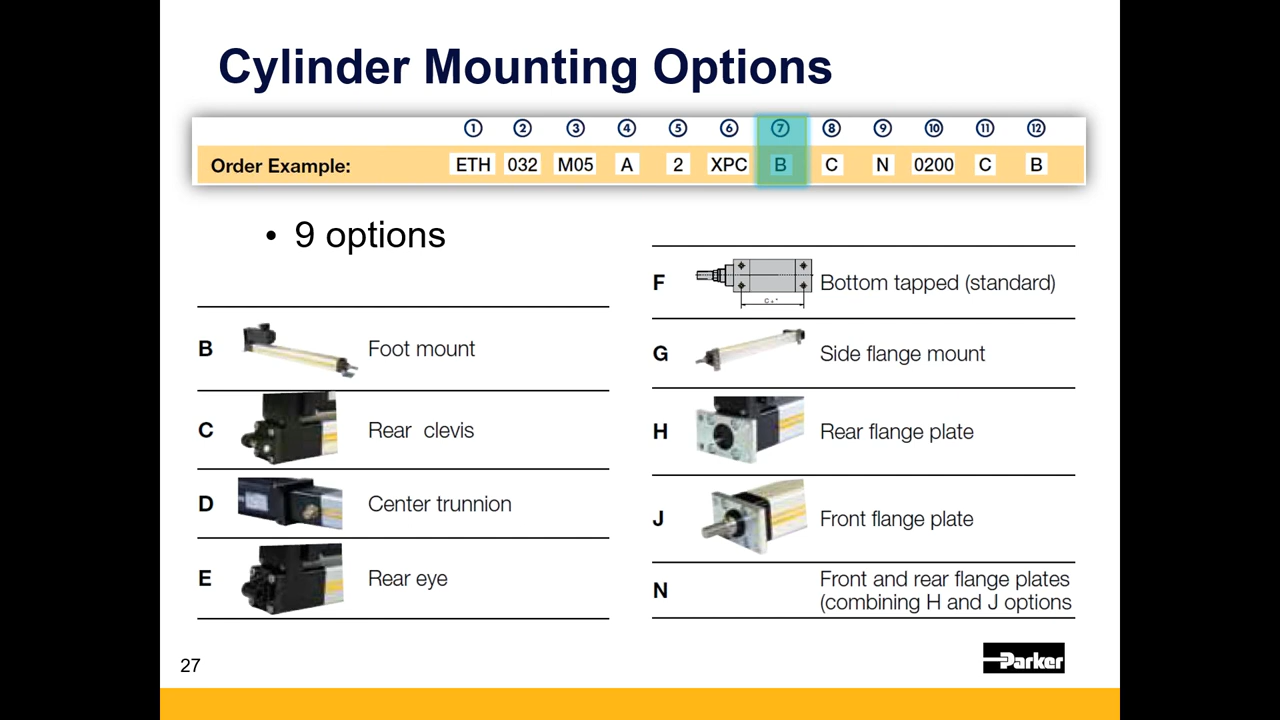 Cylinder Mounting Options
① ② ③ ④ ⑤ ⑥ ⑦ ⑧ ⑨ ⑩ ⑪ ⑫
Order Example: ETH 032 M05 A 2 XPC B C N 0200 C B
• 9 options
B Foot mount
C Rear clevis
D Center trunnion
E Rear eye
F Bottom tapped (standard)
G Side flange mount
H Rear flange plate
J Front flange plate
N Front and rear flange plates
(combining H and J options
27
Parker